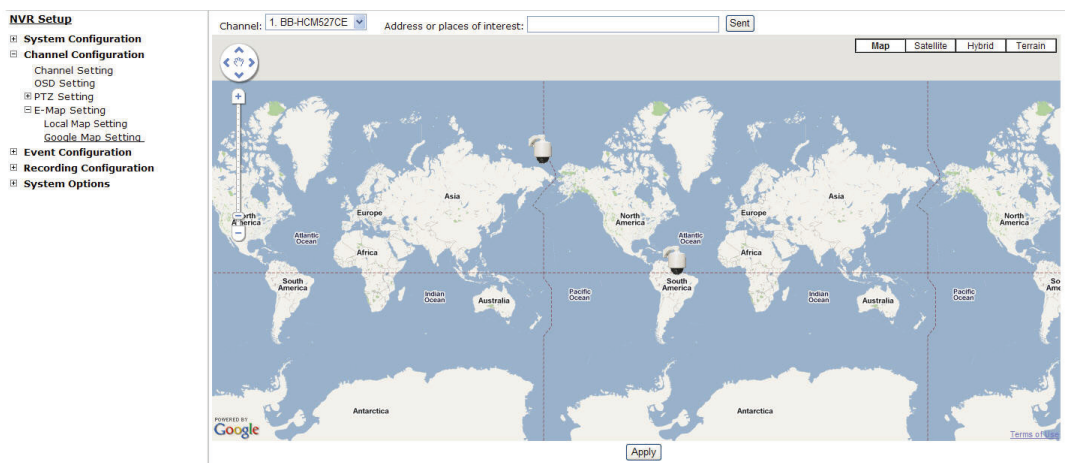 NVR Setup
System Configuration
Channel Configuration
Channel Setting
OSD Setting
PTZ Setting
E-Map Setting
Local Map Setting
Google Map Setting
Event Configuration
Recording Configuration
System Options
Channel: 1. BB-HCM527CE Address or places of interest: Sent
Map Satellite Hybrid Terrain
North
America
Europe
Asia
Atlantic
Ocean
Africa
South
America
Indian
Ocean
Australia
Pacific
Ocean
Antarctica
North
America
Atlantic
Ocean
South
America
Europe
Asia
Africa
Indian
Ocean
Australia
Antarctica
North
America
Pacific
Ocean
So
Ame
POWERED BY
Google
Terms of Use
Apply